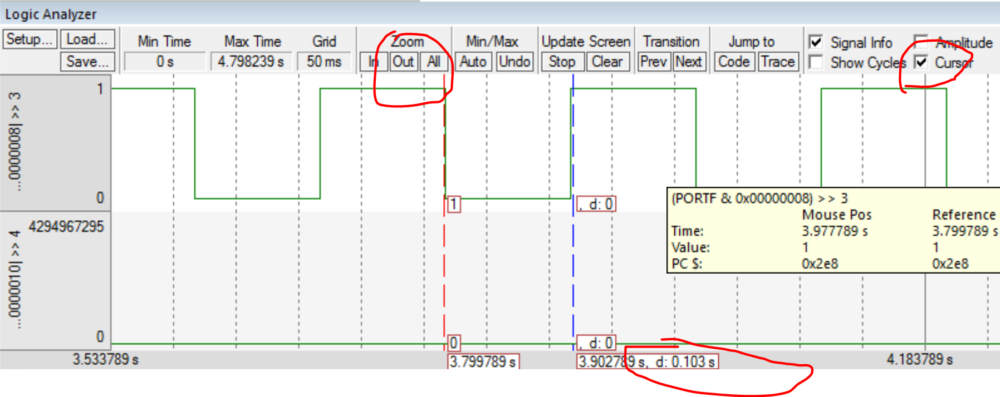 Logic Analyzer
Setup... Load... Min Time Max Time Grid Zoom Min/Max Update Screen Transition Jump to Signal Info Amplitude
Save... 0 s 4.798239 s 50 ms In Out All Auto Undo Stop Clear Prev Next Code Trace Show Cycles Cursor
...0000008| >> 3
1
0
1
, d: 0
(PORTF & 0x00000008) >> 3
Mouse Pos Reference
Time: 3.977789 s 3.799789 s
Value: 1 1
PC $: 0x2e8 0x2e8
...0000010| >> 4
4294967295
0
0
, d: 0
3.533789 s 3.799789 s 3.902789 s, d: 0.103 s 4.183789 s